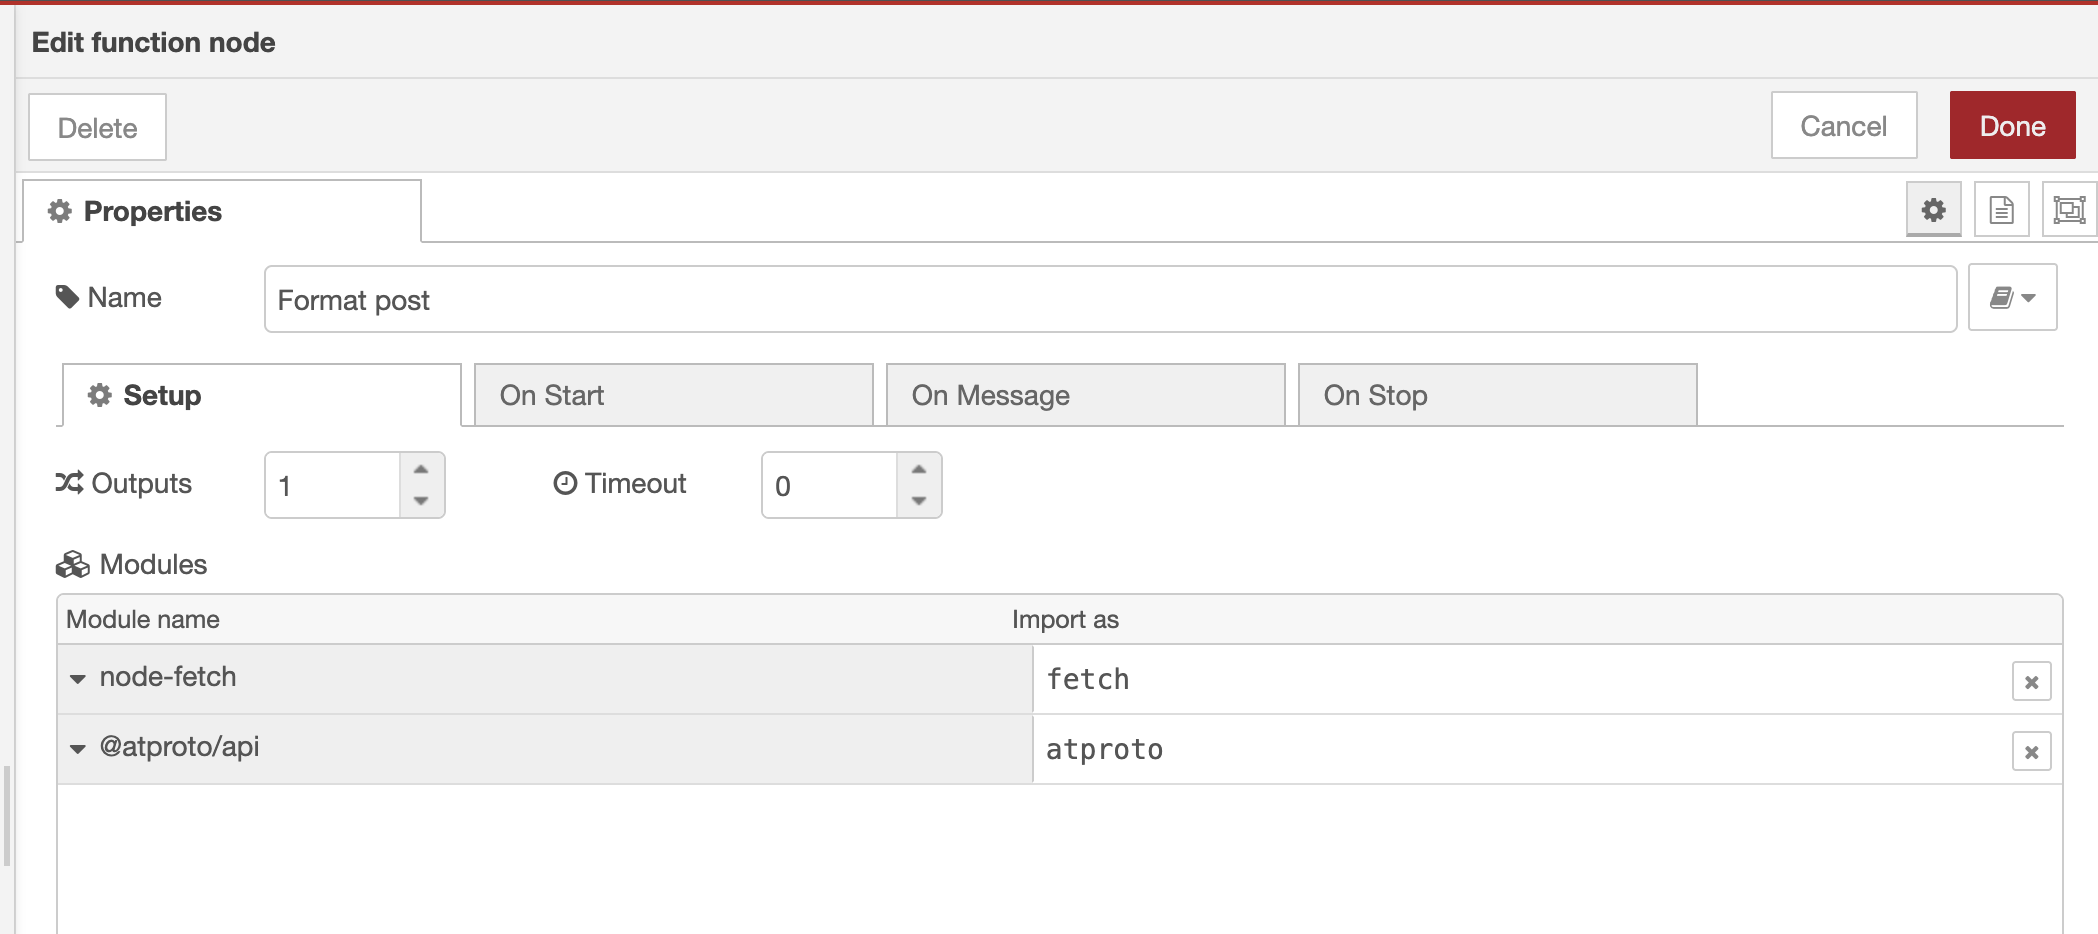 Edit function node
Delete
Cancel
Done
Properties
Name
Format post
Setup
On Start
On Message
On Stop
Outputs
1
Timeout
0
Modules
Module name
Import as
node-fetch
fetch
@atproto/api
atproto